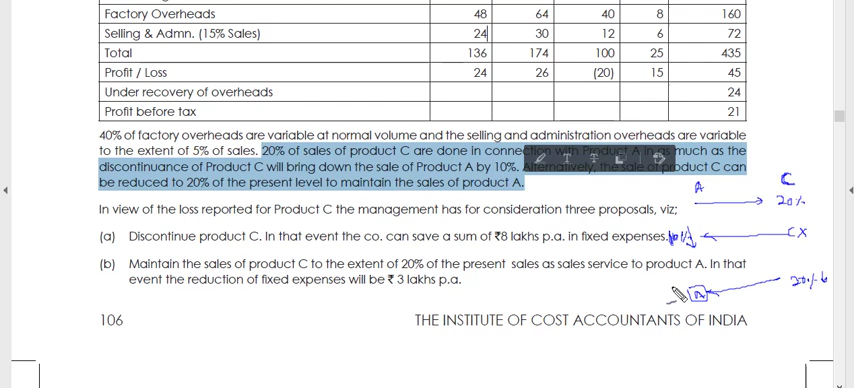 Factory Overheads 48 64 40 8 160
Selling & Admn. (15% Sales) 24 30 12 6 72
Total 136 174 100 25 435
Profit / Loss 24 26 (20) 15 45
Under recovery of overheads 24
Profit before tax 21
40% of factory overheads are variable at normal volume and the selling and administration overheads are variable
to the extent of 5% of sales. 20% of sales of product C are done in connection with Product A in as much as the
discontinuance of Product C will bring down the sale of Product A by 10%. Alternatively, the sale of product C can
be reduced to 20% of the present level to maintain the sales of product A.
A C
20%
In view of the loss reported for Product C the management has for consideration three proposals, viz;
(a) Discontinue product C. In that event the co. can save a sum of ₹8 lakhs p.a. in fixed expenses. 10% CX
(b) Maintain the sales of product C to the extent of 20% of the present sales as sales service to product A. In that
event the reduction of fixed expenses will be ₹ 3 lakhs p.a.
20%
106 THE INSTITUTE OF COST ACCOUNTANTS OF INDIA